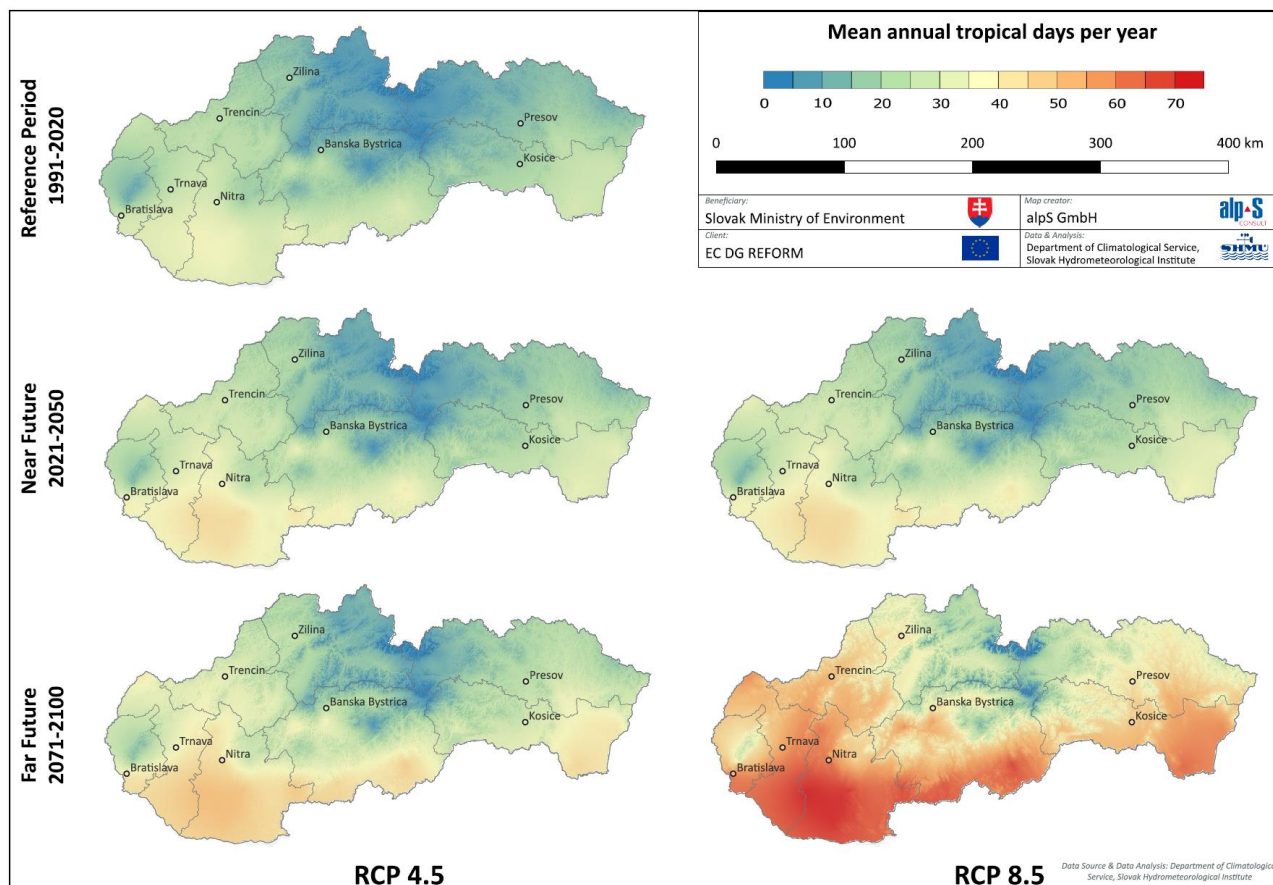 Mean annual tropical days per year
0 10 20 30 40 50 60 70
0 100 200 300 400 km
Beneficiary:
Slovak Ministry of Environment
Map creator:
alpS GmbH
alpS
CONSULT
Client:
EC DG REFORM
Data & Analysis:
Department of Climatological Service,
Slovak Hydrometeorological Institute
SHMU
Reference Period
1991-2020
Zilina
Trencin
Presov
Banska Bystrica
Kosice
Trnava
Nitra
Bratislava
Near Future
2021-2050
Zilina
Trencin
Presov
Banska Bystrica
Kosice
Trnava
Nitra
Bratislava
Zilina
Trencin
Presov
Banska Bystrica
Kosice
Trnava
Nitra
Bratislava
Far Future
2071-2100
Zilina
Trencin
Presov
Banska Bystrica
Kosice
Trnava
Nitra
Bratislava
Zilina
Trencin
Presov
Banska Bystrica
Kosice
Trnava
Nitra
Bratislava
RCP 4.5
RCP 8.5
Data Source & Data Analysis: Department of Climatologica
Service, Slovak Hydrometeorological Institute